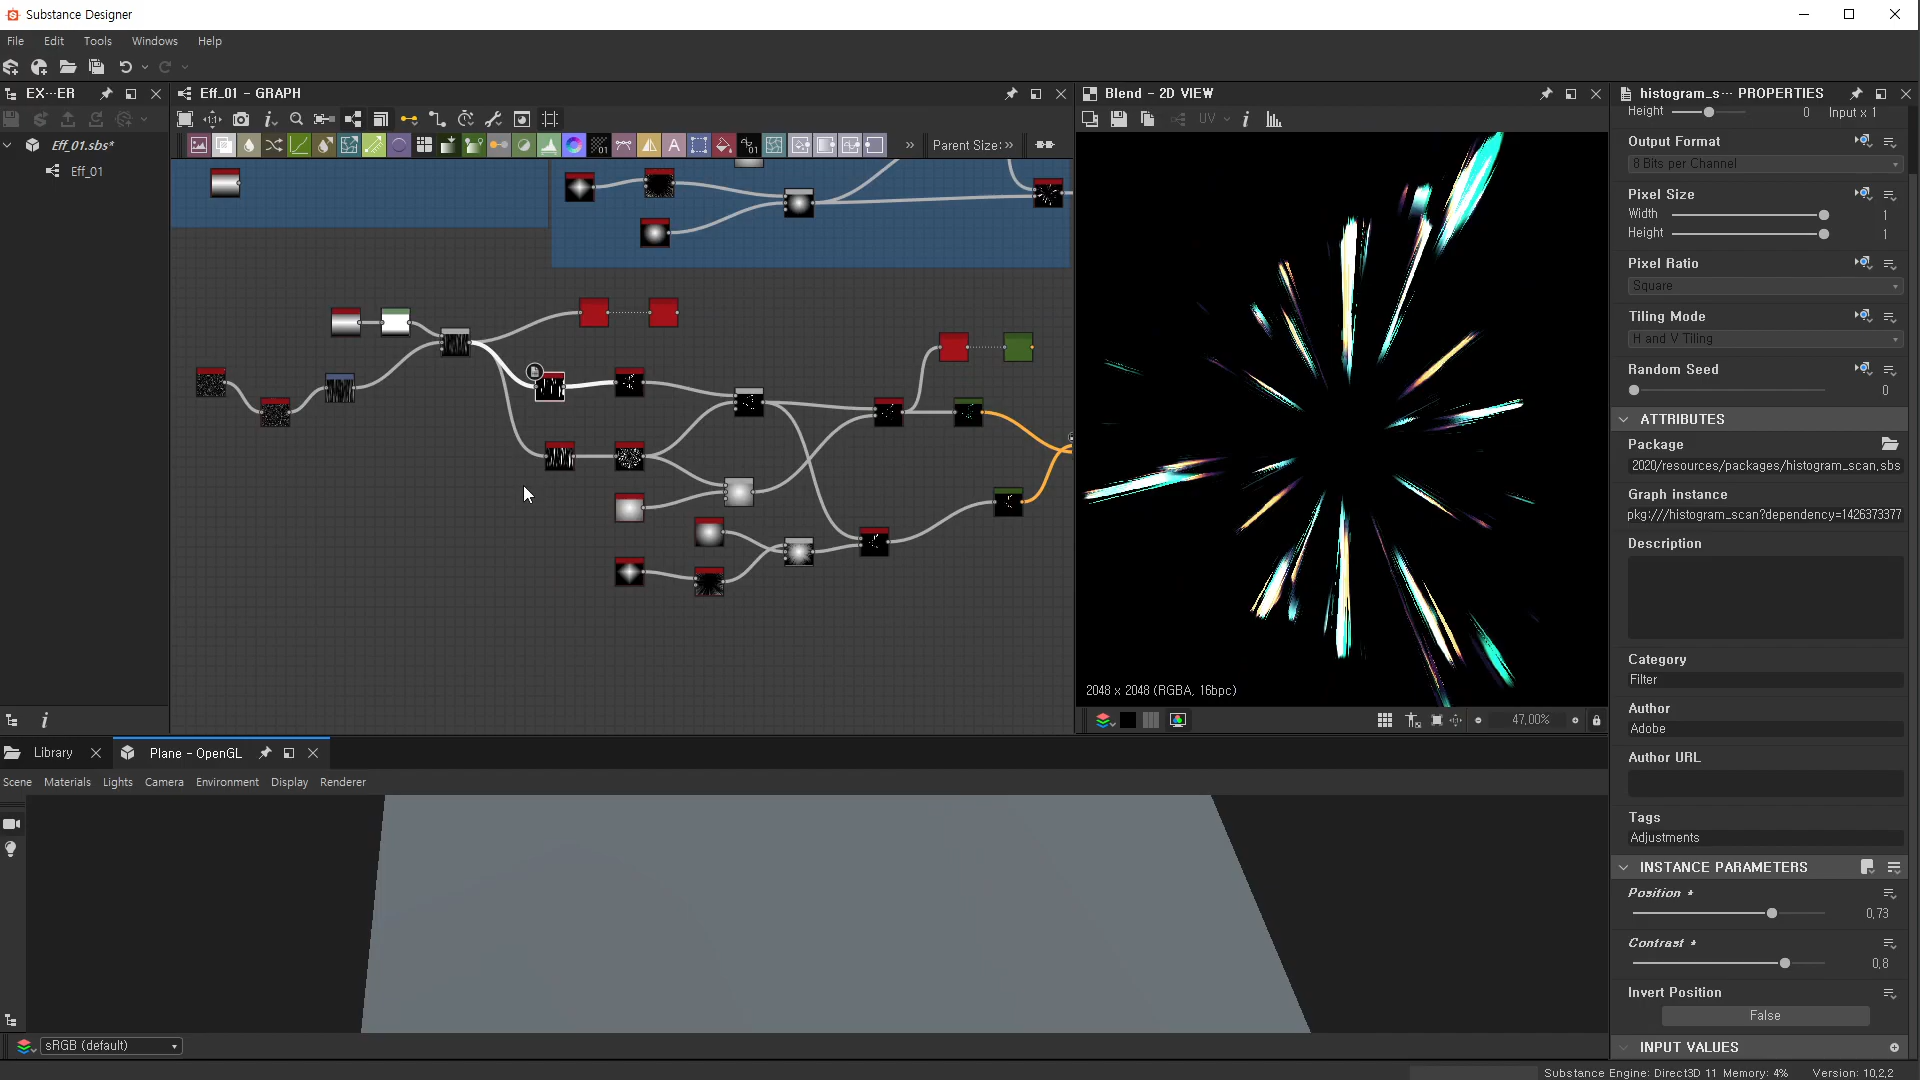 Substance Designer
File Edit Tools Windows Help
EX···ER
Eff_01 - GRAPH
Blend - 2D VIEW
histogram_s··· PROPERTIES
Height 0 Input x 1
UV
Parent Size:
Eff_01.sbs*
Eff_01
Output Format
8 Bits per Channel
Pixel Size
Width 1
Height 1
Pixel Ratio
Square
Tiling Mode
H and V Tiling
Random Seed
0
ATTRIBUTES
Package
2020/resources/packages/histogram_scan.sbs
Graph instance
pkg:///histogram_scan?dependency=1426373377
Description
Category
Filter
Author
Adobe
Author URL
Tags
Adjustments
INSTANCE PARAMETERS
Position *
0,73
Contrast *
0,8
Invert Position
False
INPUT VALUES
2048 x 2048 (RGBA, 16bpc)
47,00%
Library
Plane - OpenGL
Scene Materials Lights Camera Environment Display Renderer
sRGB (default)
Substance Engine: Direct3D 11 Memory: 4% Version: 10,2,2